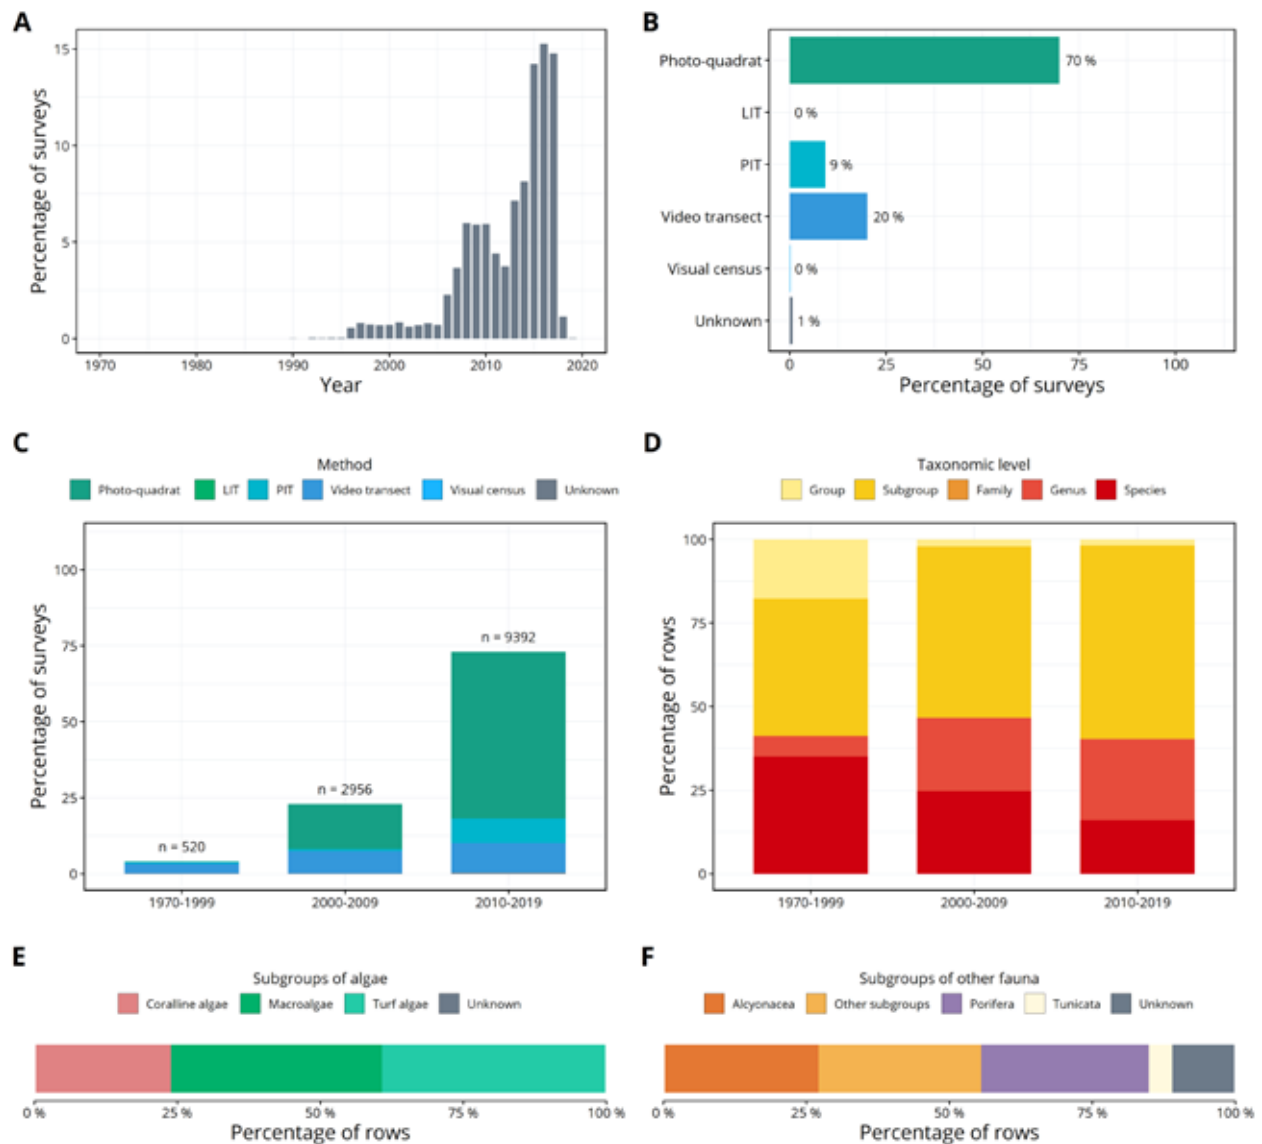 A
15
10
5
0
Percentage of surveys
1970 1980 1990 2000 2010 2020
Year
B
Photo-quadrat 70 %
LIT 0 %
PIT 9 %
Video transect 20 %
Visual census 0 %
Unknown 1 %
0 25 50 75 100
Percentage of surveys
C
Method
Photo-quadrat LIT PIT Video transect Visual census Unknown
100
75
50
25
0
Percentage of surveys
n = 520
n = 2956
n = 9392
1970-1999 2000-2009 2010-2019
D
Taxonomic level
Group Subgroup Family Genus Species
100
75
50
25
0
Percentage of rows
1970-1999 2000-2009 2010-2019
E
Subgroups of algae
Coralline algae Macroalgae Turf algae Unknown
0 % 25 % 50 % 75 % 100 %
Percentage of rows
F
Subgroups of other fauna
Alcyonacea Other subgroups Porifera Tunicata Unknown
0 % 25 % 50 % 75 % 100 %
Percentage of rows